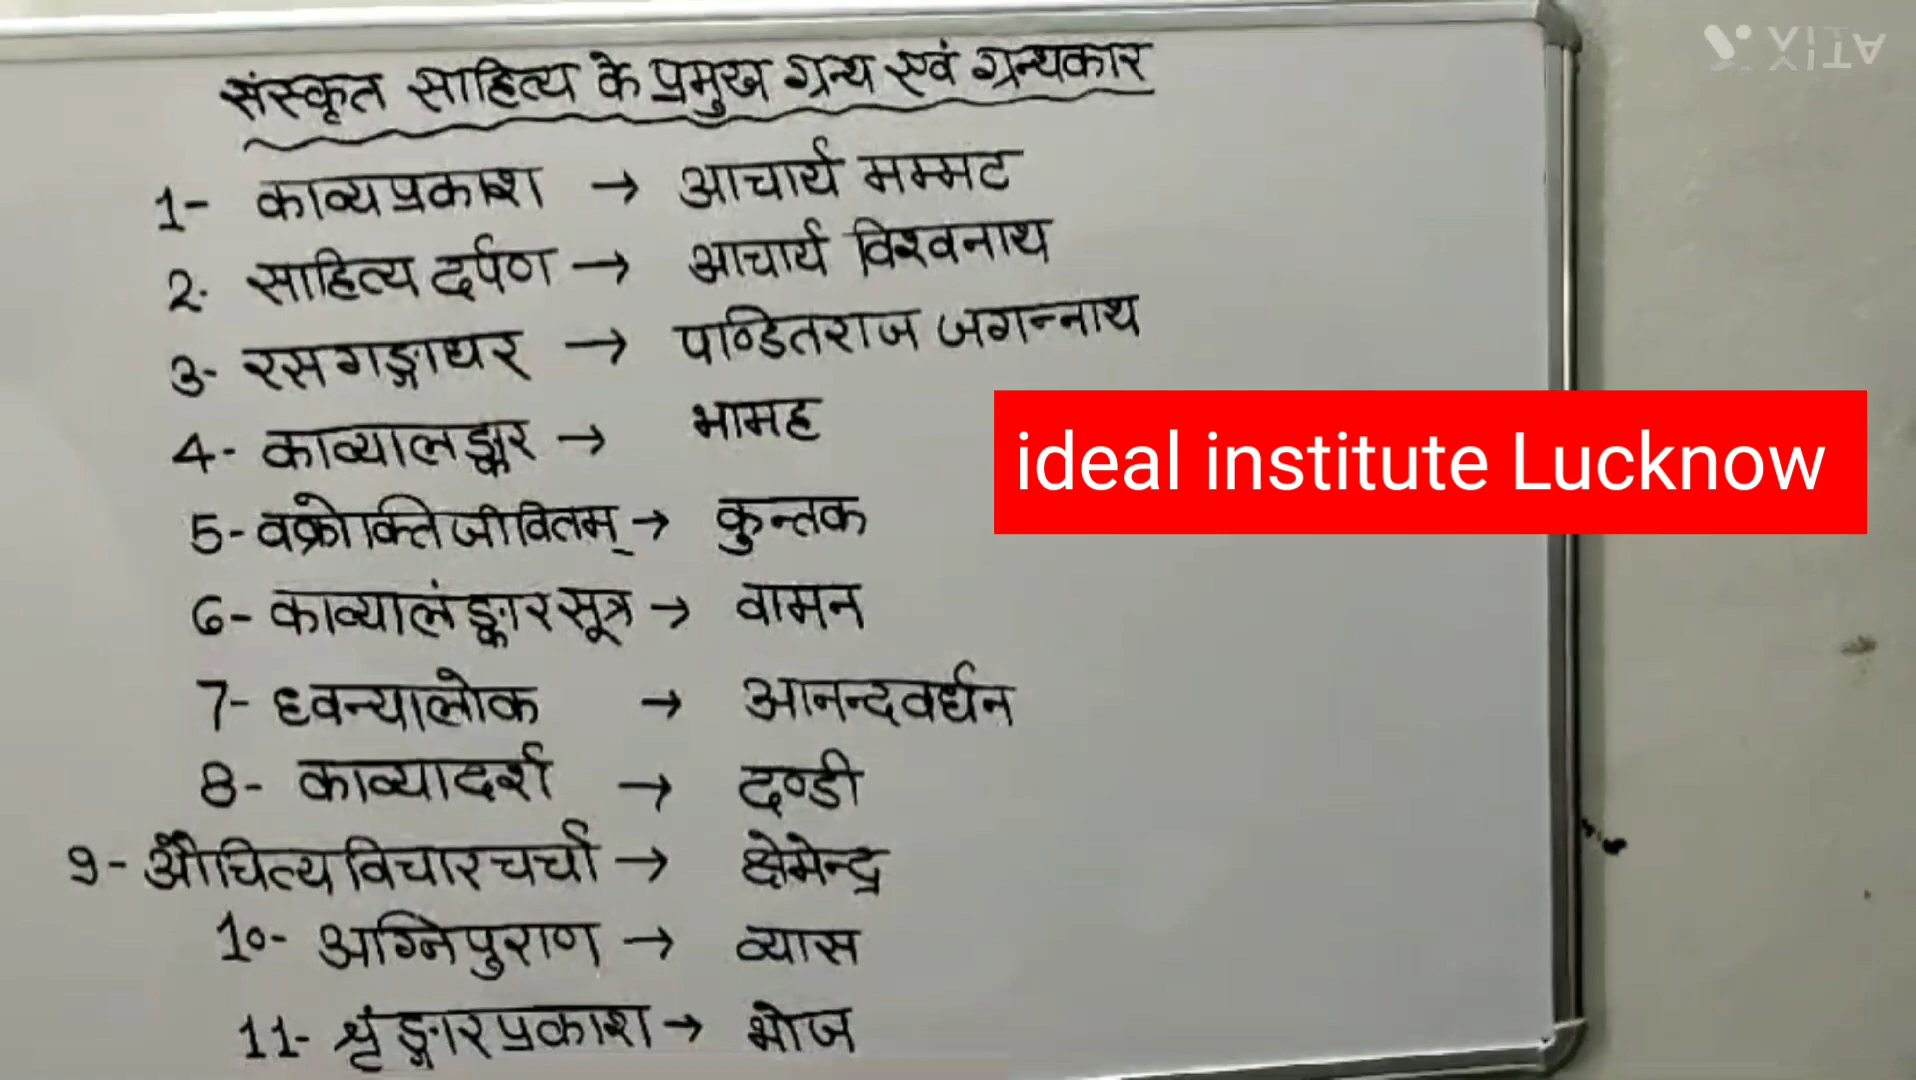 संस्कृत साहित्य के प्रमुख ग्रन्थ एवं ग्रन्थकार
1- काव्यप्रकाश → आचार्य मम्मट
2. साहित्य दर्पण → आचार्य विश्वनाथ
3- रसगङ्गाधर → पण्डितराज जगन्नाथ
4- काव्यालङ्कार → भामह
ideal institute Lucknow
5- वक्रोक्तिजीवितम् → कुन्तक
6- काव्यालंङ्कारसूत्र → वामन
7- ध्वन्यालोक → आनन्दवर्धन
8- काव्यादर्श → दण्डी
9- औचित्यविचारचर्चा → क्षेमेन्द्र
10- अग्निपुराण → व्यास
11- शृंङ्गारप्रकाश → भोज